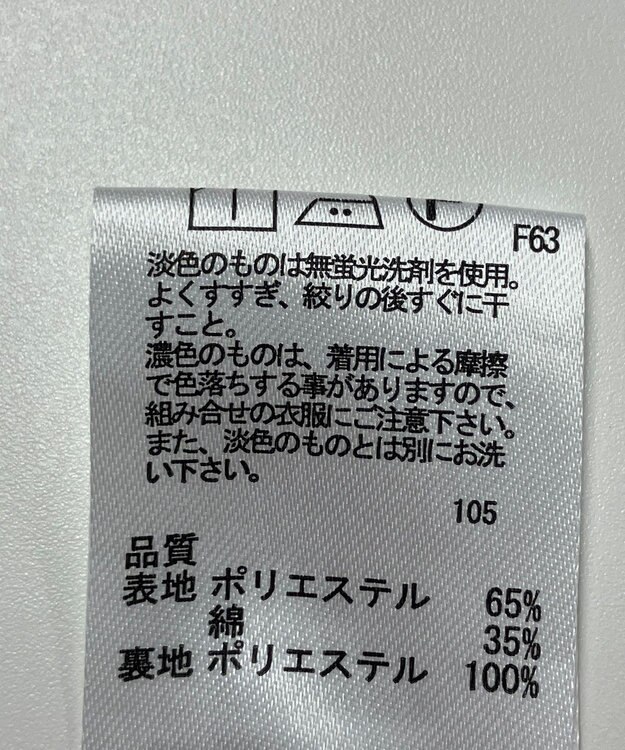 F63
淡色のものは無蛍光洗剤を使用。
よくすすぎ、絞りの後すぐに干
すこと。
濃色のものは、着用による摩擦
で色落ちする事がありますので、
組み合せの衣服にご注意下さい。
また、淡色のものとは別にお洗
い下さい。
105
品質
表地 ポリエステル 65%
綿 35%
裏地 ポリエステル 100%